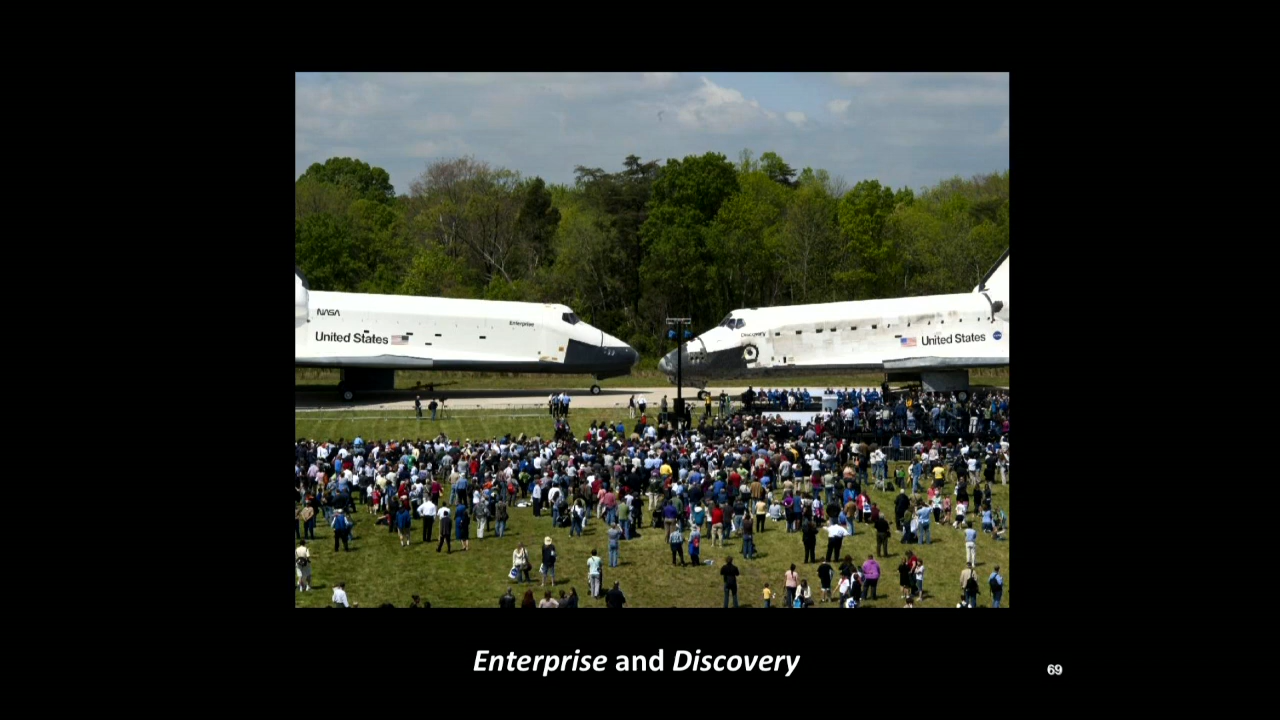 NASA
Enterprise
United States
Discovery
United States
Enterprise and Discovery
69